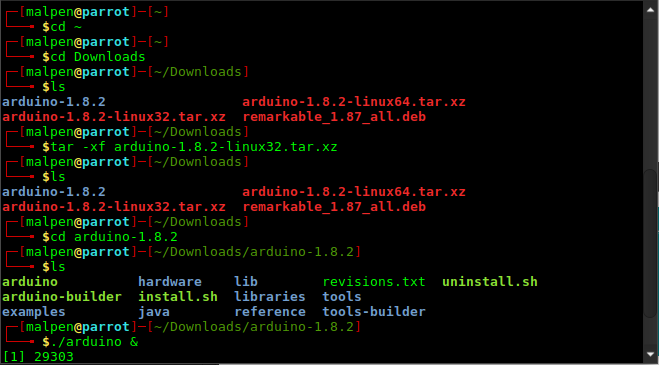 ┌─[malpen@parrot]─[~]
└──╼ $cd ~
┌─[malpen@parrot]─[~]
└──╼ $cd Downloads
┌─[malpen@parrot]─[~/Downloads]
└──╼ $ls
arduino-1.8.2                 arduino-1.8.2-linux64.tar.xz
arduino-1.8.2-linux32.tar.xz  remarkable_1.87_all.deb
┌─[malpen@parrot]─[~/Downloads]
└──╼ $tar -xf arduino-1.8.2-linux32.tar.xz
┌─[malpen@parrot]─[~/Downloads]
└──╼ $ls
arduino-1.8.2                 arduino-1.8.2-linux64.tar.xz
arduino-1.8.2-linux32.tar.xz  remarkable_1.87_all.deb
┌─[malpen@parrot]─[~/Downloads]
└──╼ $cd arduino-1.8.2
┌─[malpen@parrot]─[~/Downloads/arduino-1.8.2]
└──╼ $ls
arduino          hardware    lib        revisions.txt  uninstall.sh
arduino-builder  install.sh  libraries  tools
examples         java        reference  tools-builder
┌─[malpen@parrot]─[~/Downloads/arduino-1.8.2]
└──╼ $./arduino &
[1] 29303